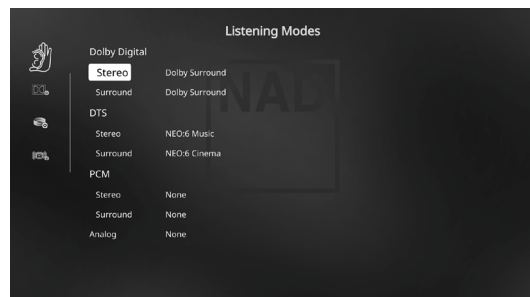 Listening Modes
Dolby Digital
Stereo Dolby Surround
Surround Dolby Surround
NAD
DTS
Stereo NEO:6 Music
Surround NEO:6 Cinema
PCM
Stereo None
Surround None
Analog None